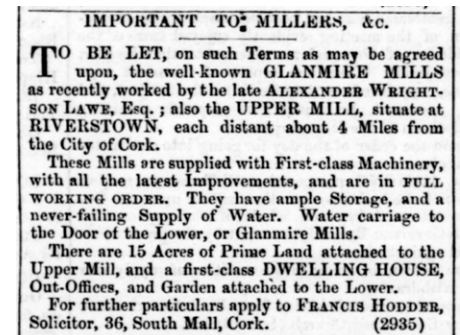 IMPORTANT TO: MILLERS, &c.
TO BE LET, on such Terms as may be agreed
upon, the well-known GLANMIRE MILLS
as recently worked by the late ALEXANDER WRIGHT-
SON LAWE, Esq.; also the UPPER MILL, situate at
RIVERSTOWN, each distant about 4 Miles from
the City of Cork.
These Mills are supplied with First-class Machinery,
with all the latest Improvements, and are in FULL
WORKING ORDER. They have ample Storage, and a
never-failing Supply of Water. Water carriage to
the Door of the Lower, or Glanmire Mills.
There are 15 Acres of Prime Land attached to the
Upper Mill, and a first-class DWELLING HOUSE,
Out-Offices, and Garden attached to the Lower.
For further particulars apply to FRANCIS HODDER,
Solicitor, 36, South Mall, Cork. (2935)